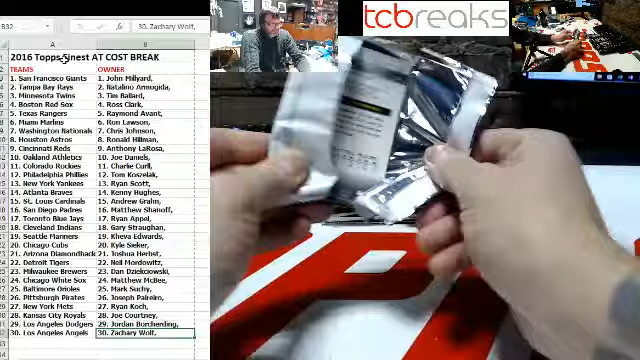 B32
30. Zachary Wolf,
A
B
2016 Topps Finest AT COST BREAK
TEAMS OWNER
1. San Francisco Giants 1. John Millyard,
2. Tampa Bay Rays 2. Natalino Armogida,
3. Minnesota Twins 3. Tim Ballard,
4. Boston Red Sox 4. Ross Clark,
5. Texas Rangers 5. Raymond Avant,
6. Miami Marlins 6. Ron Lawson,
7. Washington Nationals 7. Chris Johnson,
8. Houston Astros 8. Ronald Hillman,
9. Cincinnati Reds 9. Anthony LaRosa,
10. Oakland Athletics 10. Joe Daniels,
11. Colorado Rockies 11. Charlie Curll,
12. Philadelphia Phillies 12. Tom Koszelak,
13. New York Yankees 13. Ryan Scott,
14. Atlanta Braves 14. Kenny Hughes,
15. St. Louis Cardinals 15. Andrew Grahn,
16. San Diego Padres 16. Matthew Shanoff,
17. Toronto Blue Jays 17. Ryan Appel,
18. Cleveland Indians 18. Gary Straughan,
19. Seattle Mariners 19. Kheva Edwards,
20. Chicago Cubs 20. Kyle Sieker,
21. Arizona Diamondback 21. Joshua Herbst,
22. Detroit Tigers 22. Neil Mordowitz,
23. Milwaukee Brewers 23. Dan Dziekciowski,
24. Chicago White Sox 24. Matthew McBee,
25. Baltimore Orioles 25. Mark Suchy,
26. Pittsburgh Pirates 26. Joseph Palreiro,
27. New York Mets 27. Ryan Koch,
28. Kansas City Royals 28. Joe Courtney,
29. Los Angeles Dodgers 29. Jordan Borcherding,
30. Los Angeles Angels 30. Zachary Wolf,
tcbreaks